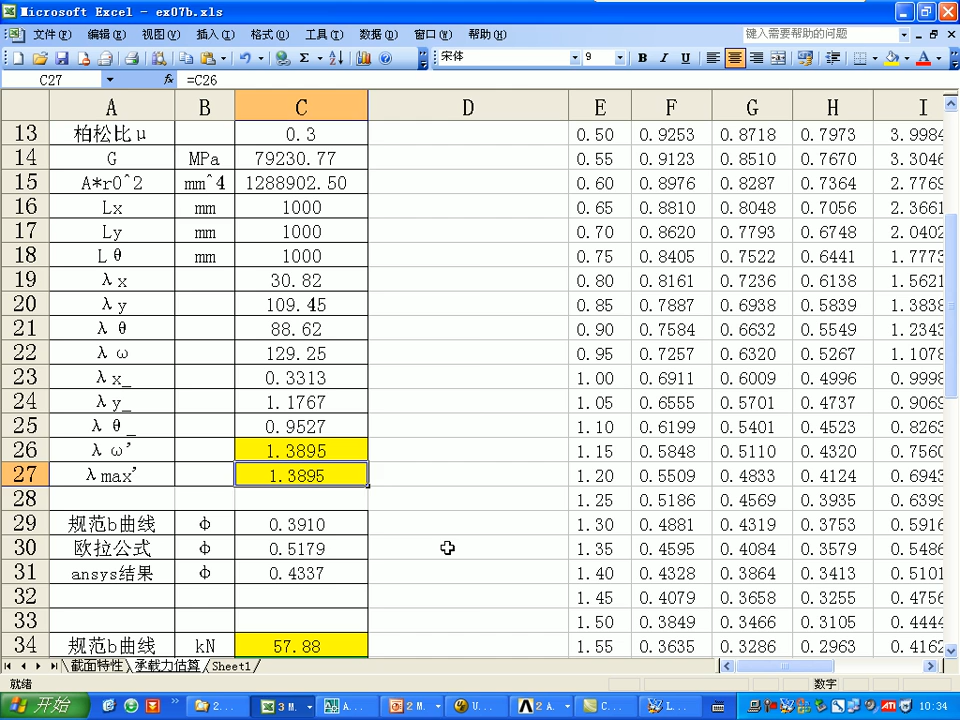 Microsoft Excel - ex07b.xls
文件(F) 编辑(E) 视图(V) 插入(I) 格式(O) 工具(T) 数据(D) 窗口(W) 帮助(H) 键入需要帮助的问题
宋体 9 B I U
C27 fx =C26
A B C D E F G H I
13 柏松比μ 0.3 0.50 0.9253 0.8718 0.7973 3.9984
14 G MPa 79230.77 0.55 0.9123 0.8510 0.7670 3.3046
15 A*r0^2 mm^4 1288902.50 0.60 0.8976 0.8287 0.7364 2.7769
16 Lx mm 1000 0.65 0.8810 0.8048 0.7056 2.3661
17 Ly mm 1000 0.70 0.8620 0.7793 0.6748 2.0402
18 Lθ mm 1000 0.75 0.8405 0.7522 0.6441 1.7773
19 λx 30.82 0.80 0.8161 0.7236 0.6138 1.5621
20 λy 109.45 0.85 0.7887 0.6938 0.5839 1.3838
21 λθ 88.62 0.90 0.7584 0.6632 0.5549 1.2343
22 λω 129.25 0.95 0.7257 0.6320 0.5267 1.1078
23 λx_ 0.3313 1.00 0.6911 0.6009 0.4996 0.9998
24 λy_ 1.1767 1.05 0.6555 0.5701 0.4737 0.9069
25 λθ_ 0.9527 1.10 0.6199 0.5401 0.4523 0.8263
26 λω' 1.3895 1.15 0.5848 0.5110 0.4320 0.7560
27 λmax' 1.3895 1.20 0.5509 0.4833 0.4124 0.6943
28 1.25 0.5186 0.4569 0.3935 0.6399
29 规范b曲线 Φ 0.3910 1.30 0.4881 0.4319 0.3753 0.5916
30 欧拉公式 Φ 0.5179 1.35 0.4595 0.4084 0.3579 0.5486
31 ansys结果 Φ 0.4337 1.40 0.4328 0.3864 0.3413 0.5101
32 1.45 0.4079 0.3658 0.3255 0.4756
33 1.50 0.3849 0.3466 0.3105 0.4444
34 规范b曲线 kN 57.88 1.55 0.3635 0.3286 0.2963 0.4162
截面特性 承载力估算 Sheet1
就绪 数字
开始 2... 3 M. A... 2 M. U... 2 A. C... L... 10:34